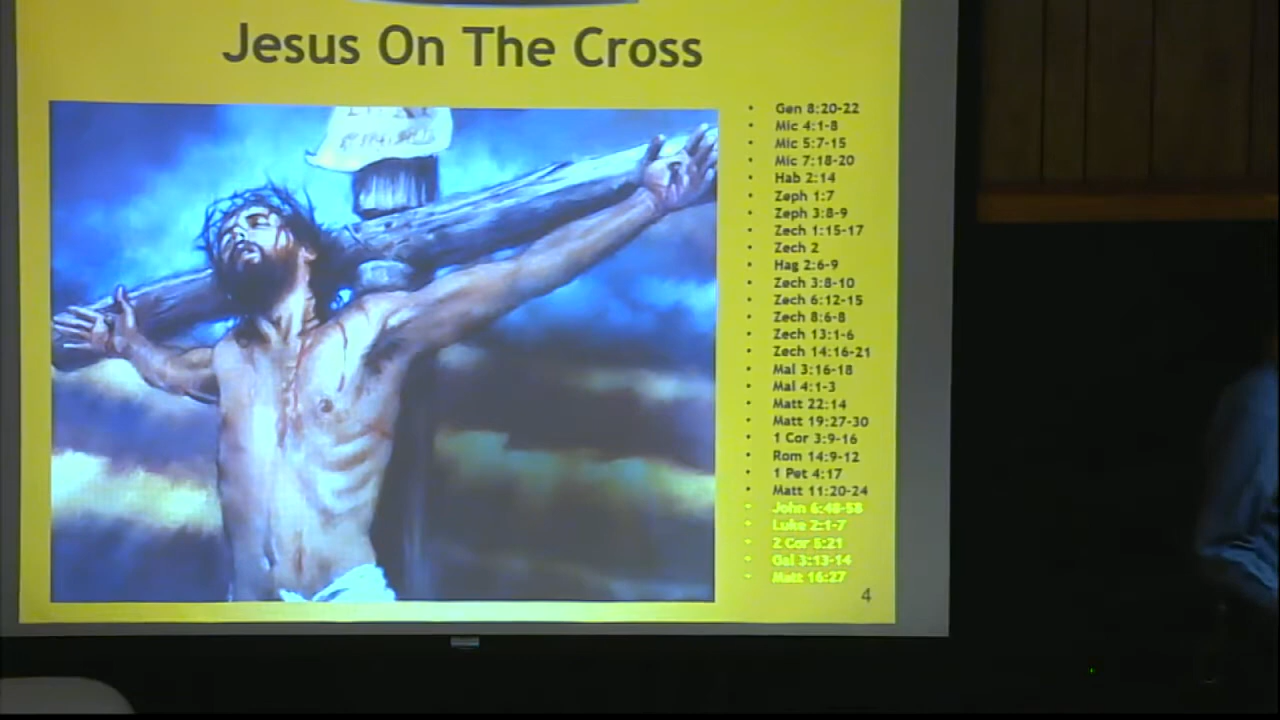 Jesus On The Cross
• Gen 8:20-22
• Mic 4:1-8
• Mic 5:7-15
• Mic 7:18-20
• Hab 2:14
• Zeph 1:7
• Zeph 3:8-9
• Zech 1:15-17
• Zech 2
• Hag 2:6-9
• Zech 3:8-10
• Zech 6:12-15
• Zech 8:6-8
• Zech 13:1-6
• Zech 14:16-21
• Mal 3:16-18
• Mal 4:1-3
• Matt 22:14
• Matt 19:27-30
• 1 Cor 3:9-16
• Rom 14:9-12
• 1 Pet 4:17
• Matt 11:20-24
• John 6:48-58
• Luke 2:1-7
• 2 Cor 5:21
• Gal 3:13-14
• Matt 16:27
4